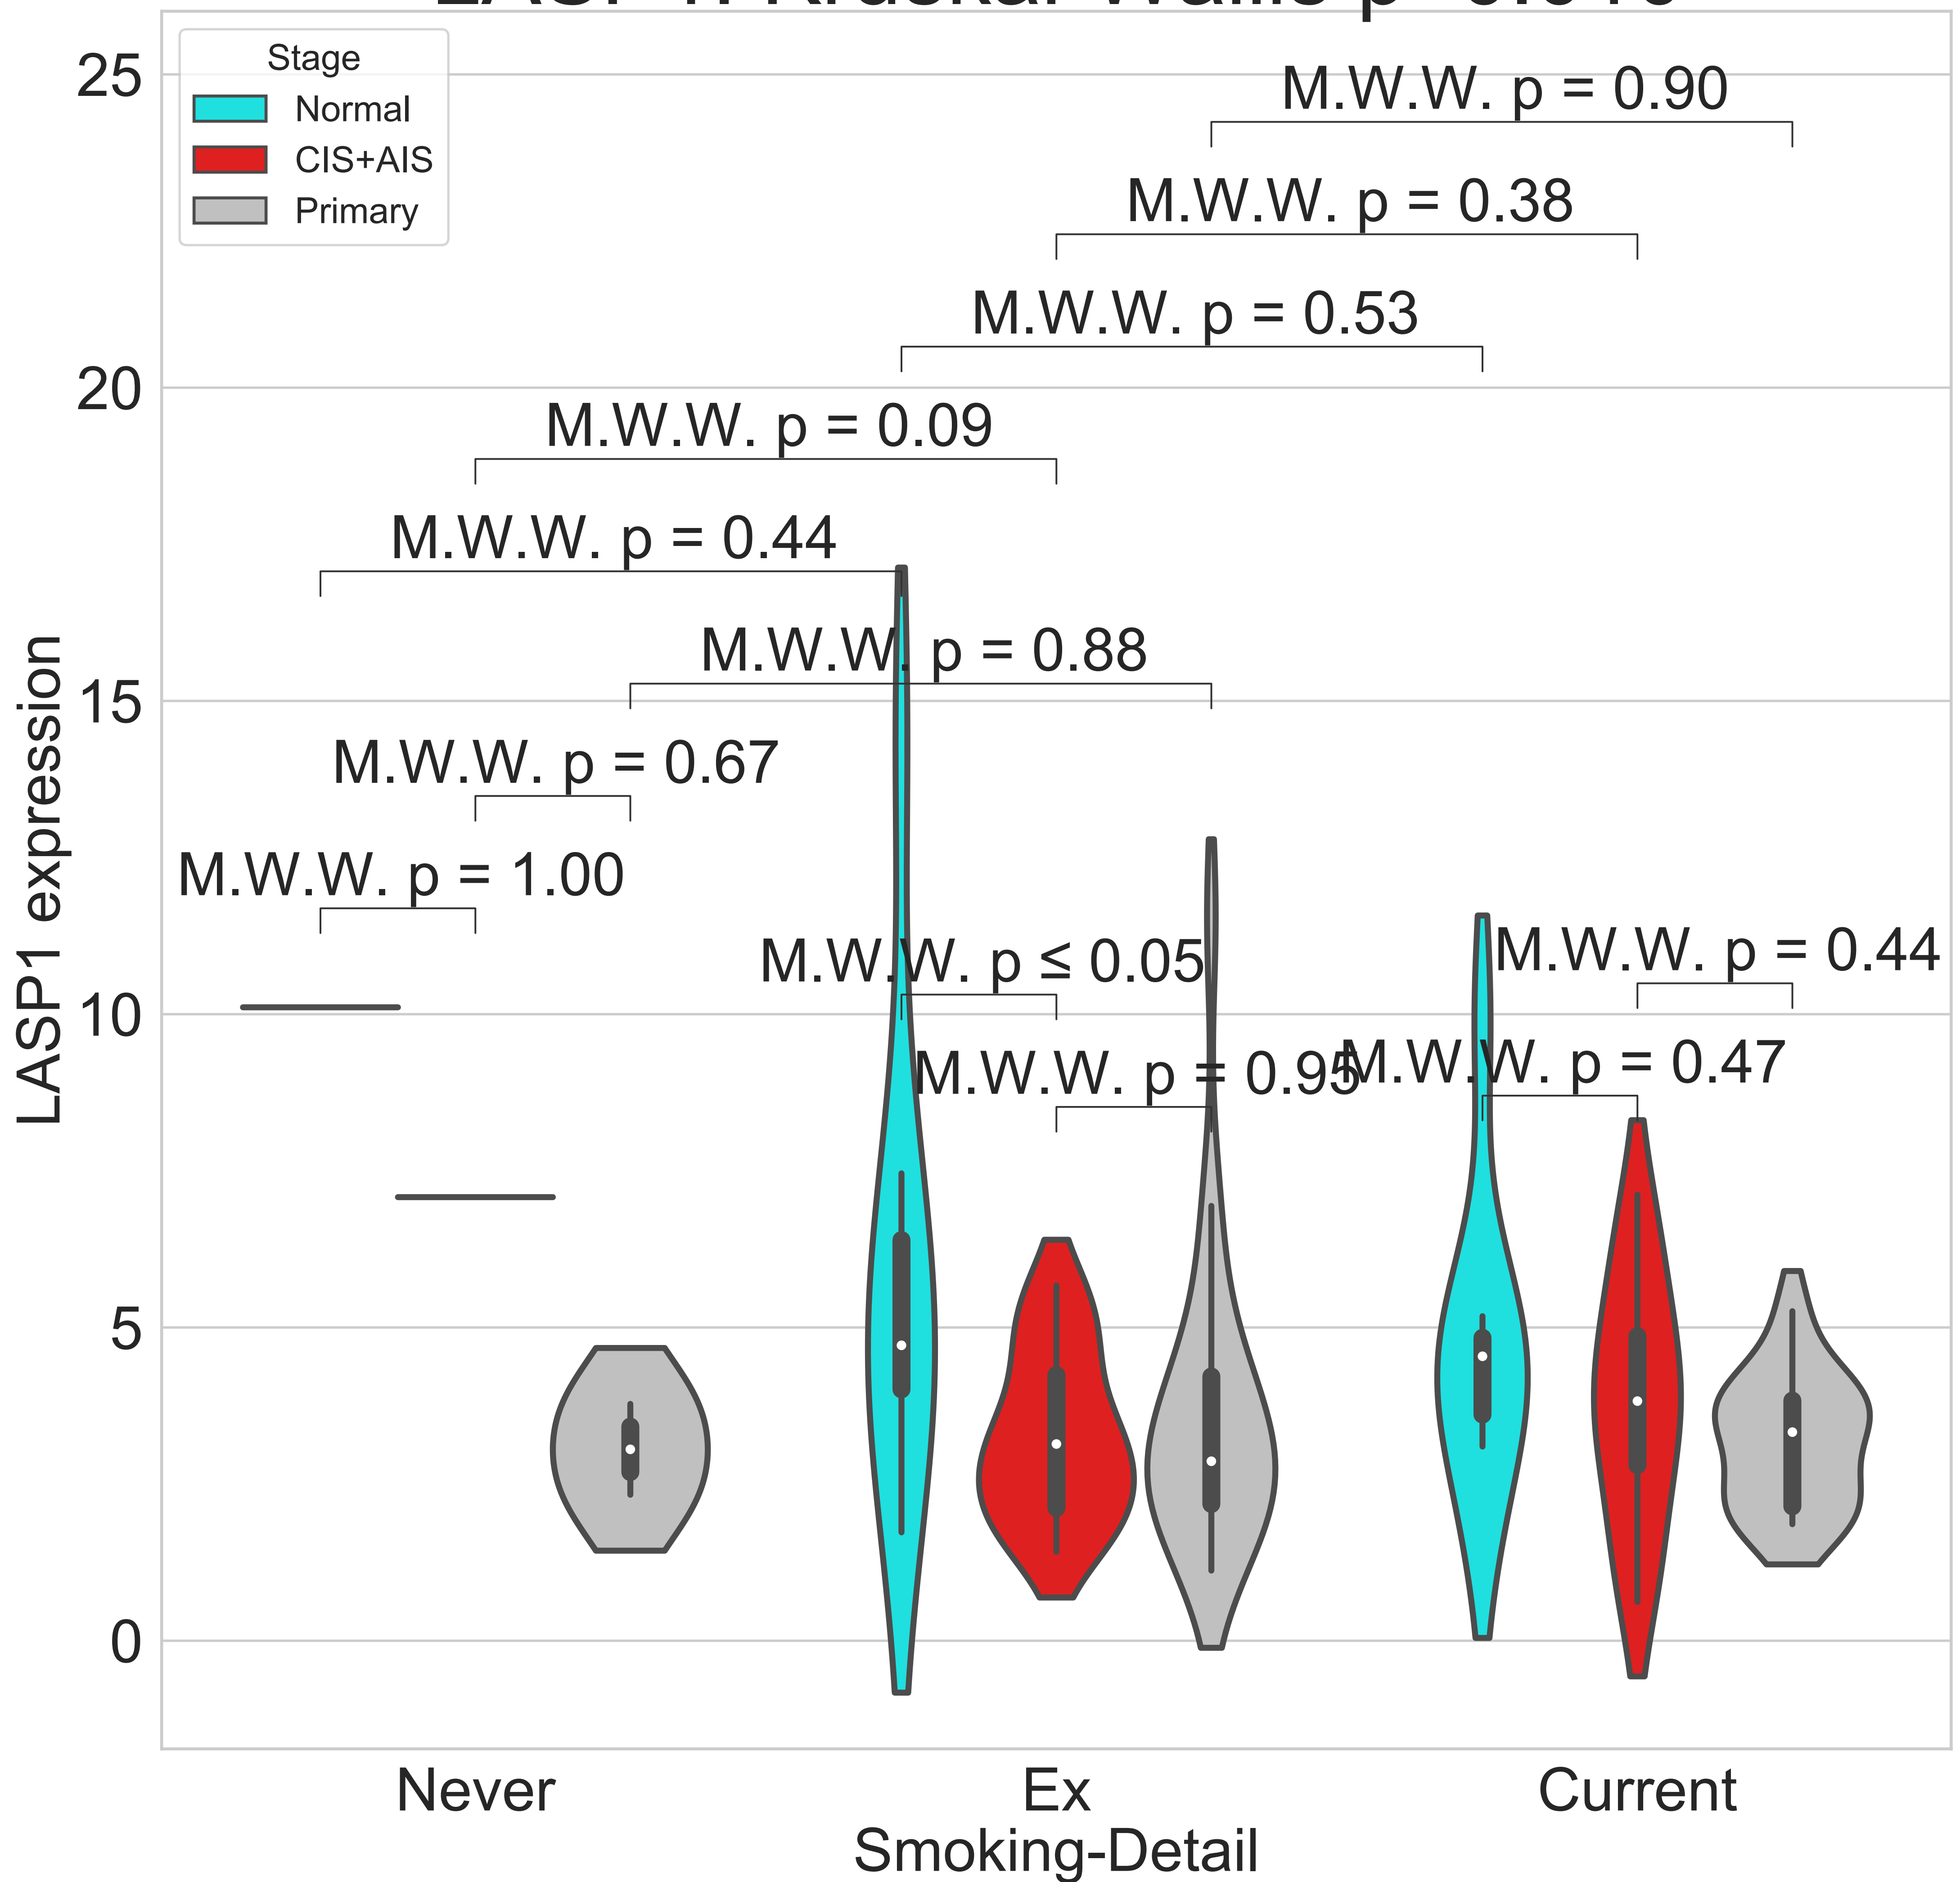 25
20
15
10
5
0
LASP1 expression
Stage
Normal
CIS+AIS
Primary
M.W.W. p = 0.90
M.W.W. p = 0.38
M.W.W. p = 0.53
M.W.W. p = 0.09
M.W.W. p = 0.44
M.W.W. p = 0.88
M.W.W. p = 0.67
M.W.W. p = 1.00
M.W.W. p ≤ 0.05
M.W.W. p = 0.44
M.W.W. p = 0.95
M.W.W. p = 0.47
Never
Ex
Current
Smoking-Detail